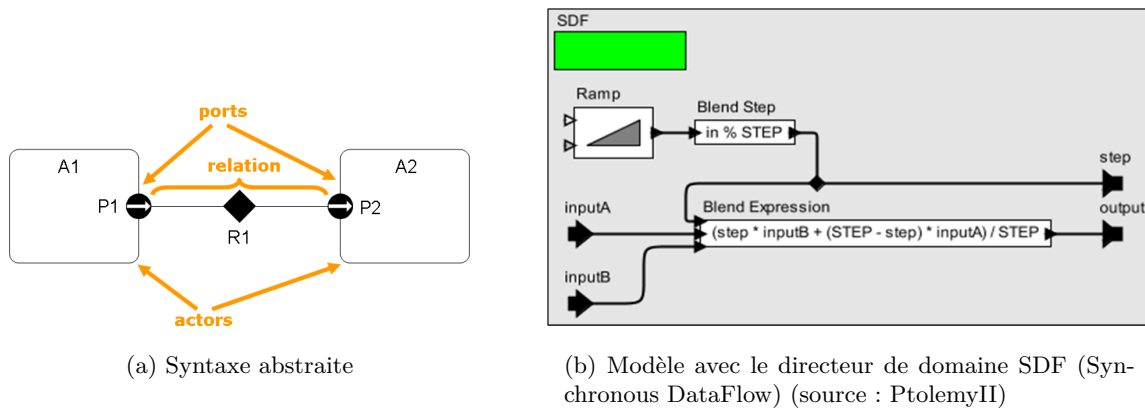 ports
A1
A2
relation
P1
P2
R1
actors
(a) Syntaxe abstraite
SDF
Ramp
Blend Step
in % STEP
step
inputA
Blend Expression
output
(step * inputB + (STEP - step) * inputA) / STEP
inputB
(b) Modèle avec le directeur de domaine SDF (Syn-
chronous DataFlow) (source : PtolemyII)